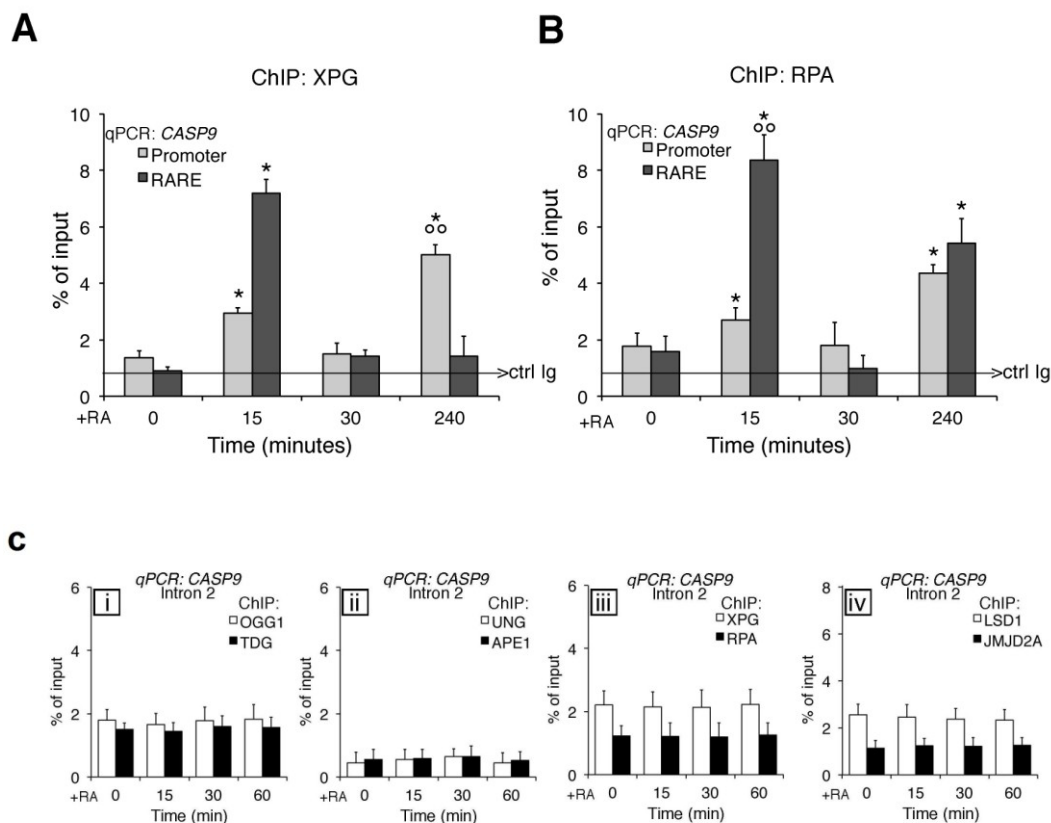 A
ChIP: XPG
qPCR: CASP9
Promoter
RARE
% of input
10
8
6
4
2
0
*
*
*
°°
>ctrl Ig
+RA 0 15 30 240
Time (minutes)
B
ChIP: RPA
qPCR: CASP9
Promoter
RARE
% of input
10
8
6
4
2
0
*
*
°°
*
*
>ctrl Ig
+RA 0 15 30 240
Time (minutes)
c
i
qPCR: CASP9
Intron 2
ChIP:
OGG1
TDG
% of input
6
4
2
0
+RA 0 15 30 60
Time (min)
ii
qPCR: CASP9
Intron 2
ChIP:
UNG
APE1
% of input
6
4
2
0
+RA 0 15 30 60
Time (min)
iii
qPCR: CASP9
Intron 2
ChIP:
XPG
RPA
% of input
6
4
2
0
+RA 0 15 30 60
Time (min)
iv
qPCR: CASP9
Intron 2
ChIP:
LSD1
JMJD2A
% of input
8
6
4
2
0
+RA 0 15 30 60
Time (min)